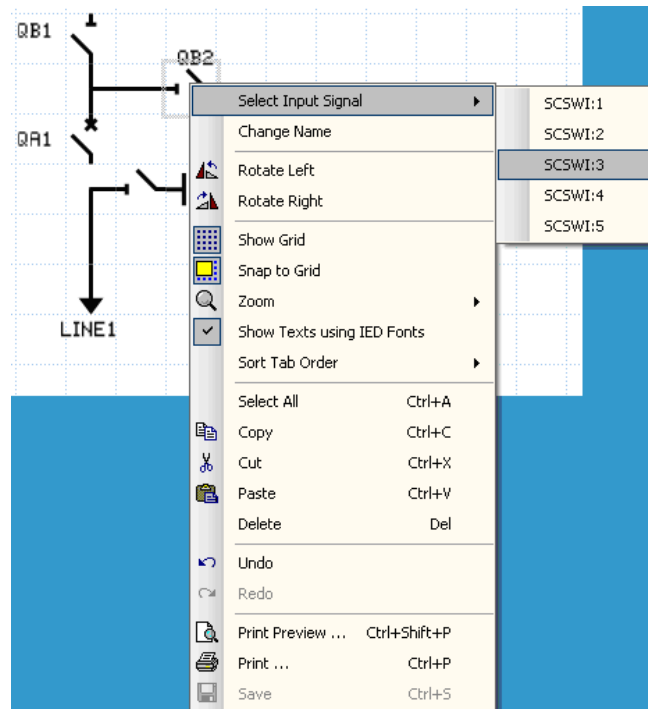 QB1
QB2
QA1
LINE1
Select Input Signal
Change Name
Rotate Left
Rotate Right
Show Grid
Snap to Grid
Zoom
Show Texts using IED Fonts
Sort Tab Order
Select All Ctrl+A
Copy Ctrl+C
Cut Ctrl+X
Paste Ctrl+V
Delete Del
Undo
Redo
Print Preview ... Ctrl+Shift+P
Print ... Ctrl+P
Save Ctrl+S
SCSWI:1
SCSWI:2
SCSWI:3
SCSWI:4
SCSWI:5